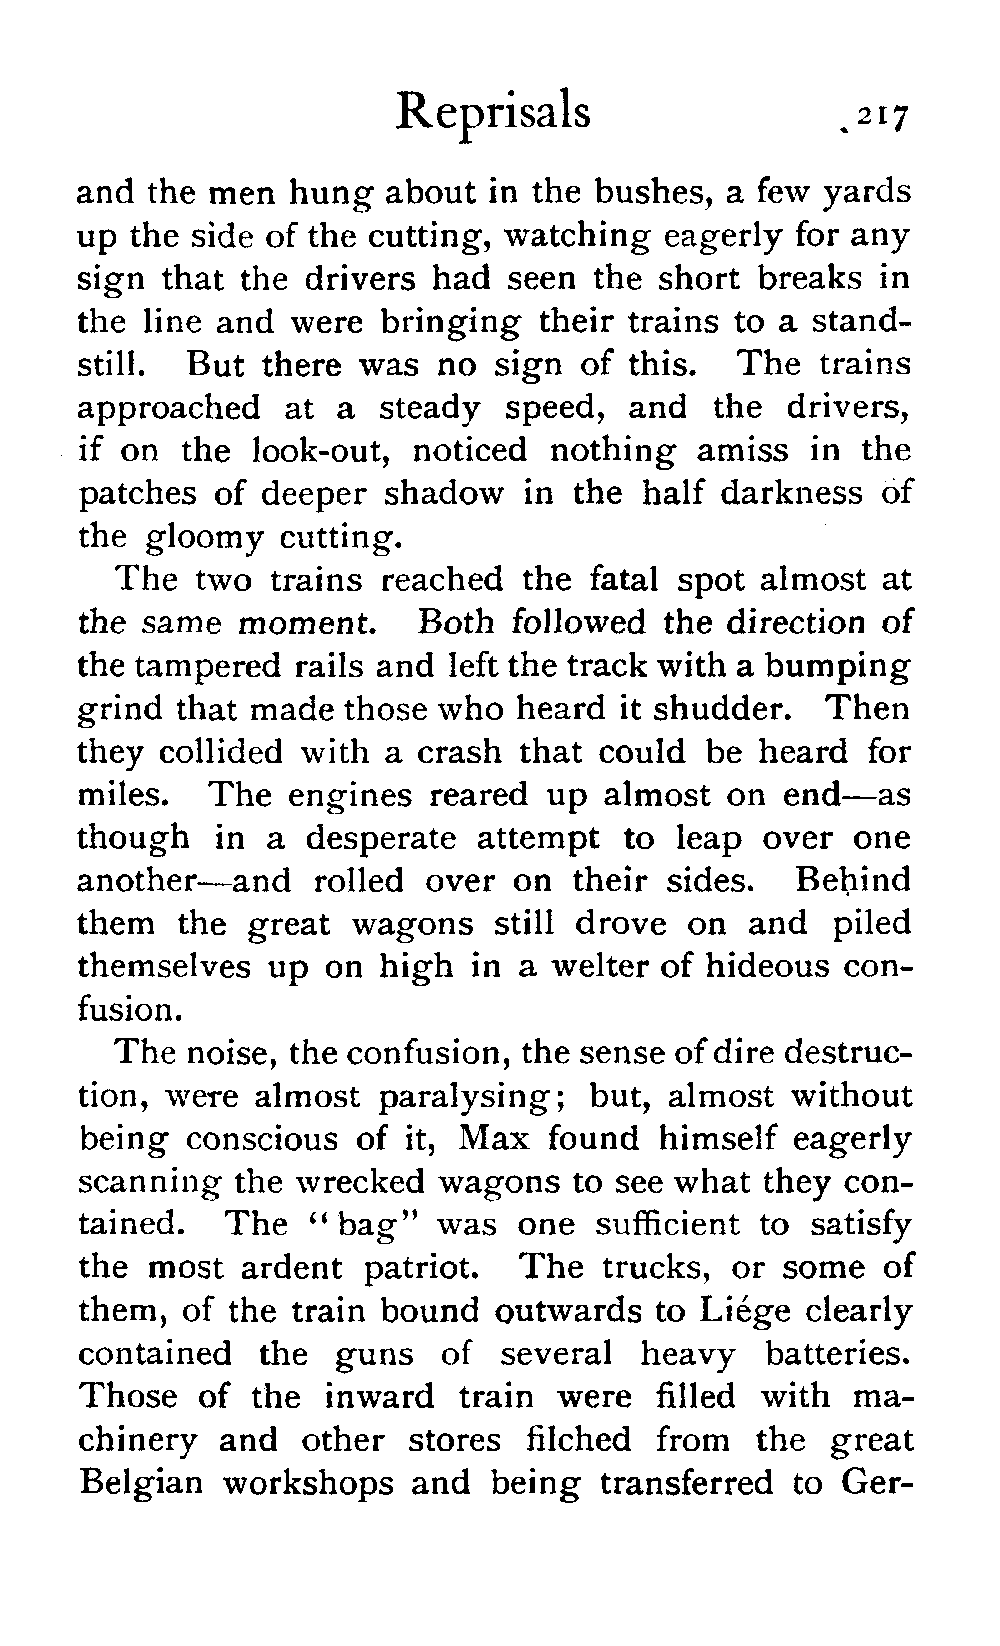 Reprisals 217
and the men hung about in the bushes, a few yards
up the side of the cutting, watching eagerly for any
sign that the drivers had seen the short breaks in
the line and were bringing their trains to a stand-
still. But there was no sign of this. The trains
approached at a steady speed, and the drivers,
if on the look-out, noticed nothing amiss in the
patches of deeper shadow in the half darkness of
the gloomy cutting.
The two trains reached the fatal spot almost at
the same moment. Both followed the direction of
the tampered rails and left the track with a bumping
grind that made those who heard it shudder. Then
they collided with a crash that could be heard for
miles. The engines reared up almost on end—as
though in a desperate attempt to leap over one
another—and rolled over on their sides. Behind
them the great wagons still drove on and piled
themselves up on high in a welter of hideous con-
fusion.
The noise, the confusion, the sense of dire destruc-
tion, were almost paralysing; but, almost without
being conscious of it, Max found himself eagerly
scanning the wrecked wagons to see what they con-
tained. The "bag" was one sufficient to satisfy
the most ardent patriot. The trucks, or some of
them, of the train bound outwards to Liége clearly
contained the guns of several heavy batteries.
Those of the inward train were filled with ma-
chinery and other stores filched from the great
Belgian workshops and being transferred to Ger-